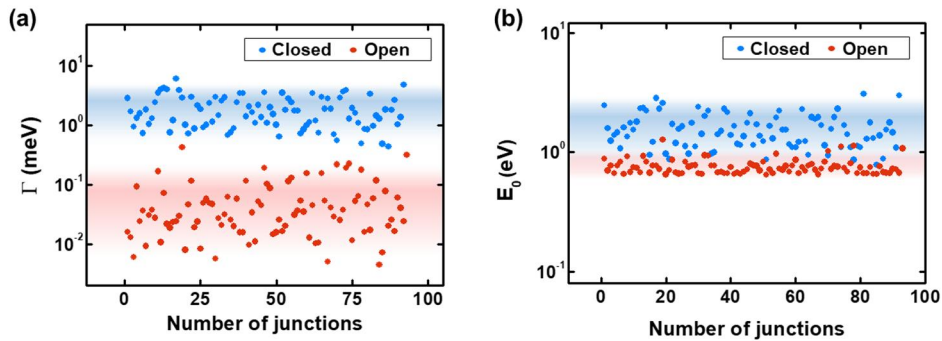 (a)
Closed Open
Γ (meV)
10¹
10⁰
10⁻¹
10⁻²
0 25 50 75 100
Number of junctions
(b)
Closed Open
E₀ (eV)
10¹
10⁰
10⁻¹
0 20 40 60 80 100
Number of junctions